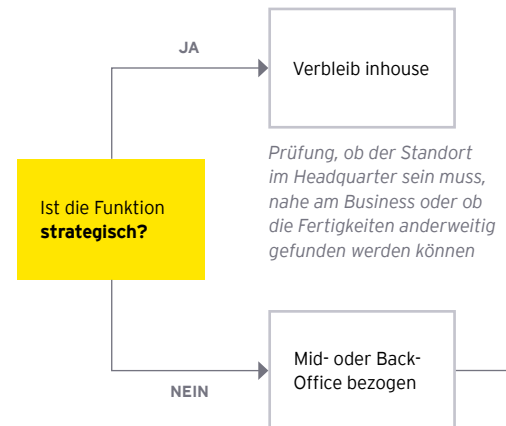 JA
Verbleib inhouse
Prüfung, ob der Standort
im Headquarter sein muss,
nahe am Business oder ob
die Fertigkeiten anderweitig
gefunden werden können
Ist die Funktion
strategisch?
Mid- oder Back-
Office bezogen
NEIN